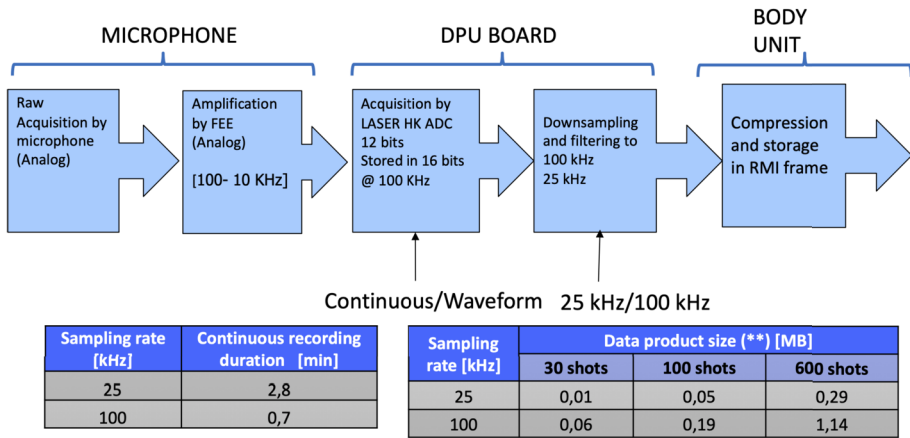 MICROPHONE
DPU BOARD
BODY
UNIT
Raw
Acquisition by
microphone
(Analog)
Amplification
by FEE
(Analog)
[100- 10 KHz]
Acquisition by
LASER HK ADC
12 bits
Stored in 16 bits
@ 100 KHz
Downsampling
and filtering to
100 kHz
25 kHz
Compression
and storage
in RMI frame
Continuous/Waveform 25 kHz/100 kHz
Sampling rate
[kHz]
Continuous recording
duration [min]
25 2,8
100 0,7
Sampling
rate [kHz]
Data product size (**) [MB]
30 shots 100 shots 600 shots
25 0,01 0,05 0,29
100 0,06 0,19 1,14